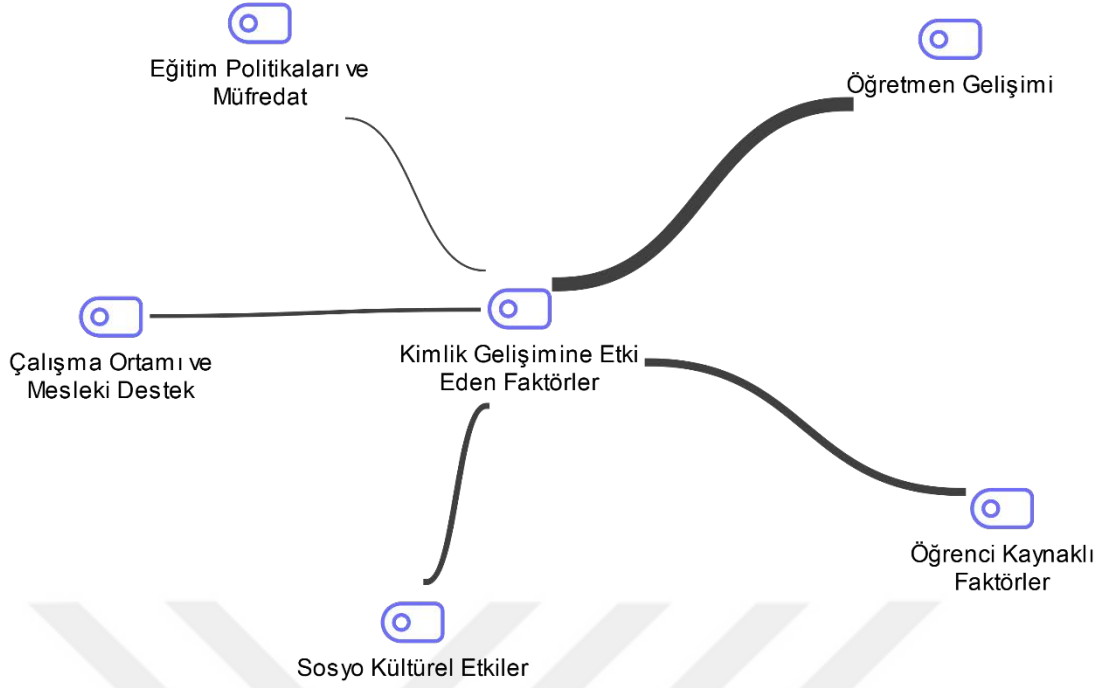 Eğitim Politikaları ve
Müfredat
Öğretmen Gelişimi
Çalışma Ortamı ve
Mesleki Destek
Kimlik Gelişimine Etki
Eden Faktörler
Öğrenci Kaynaklı
Faktörler
Sosyo Kültürel Etkiler